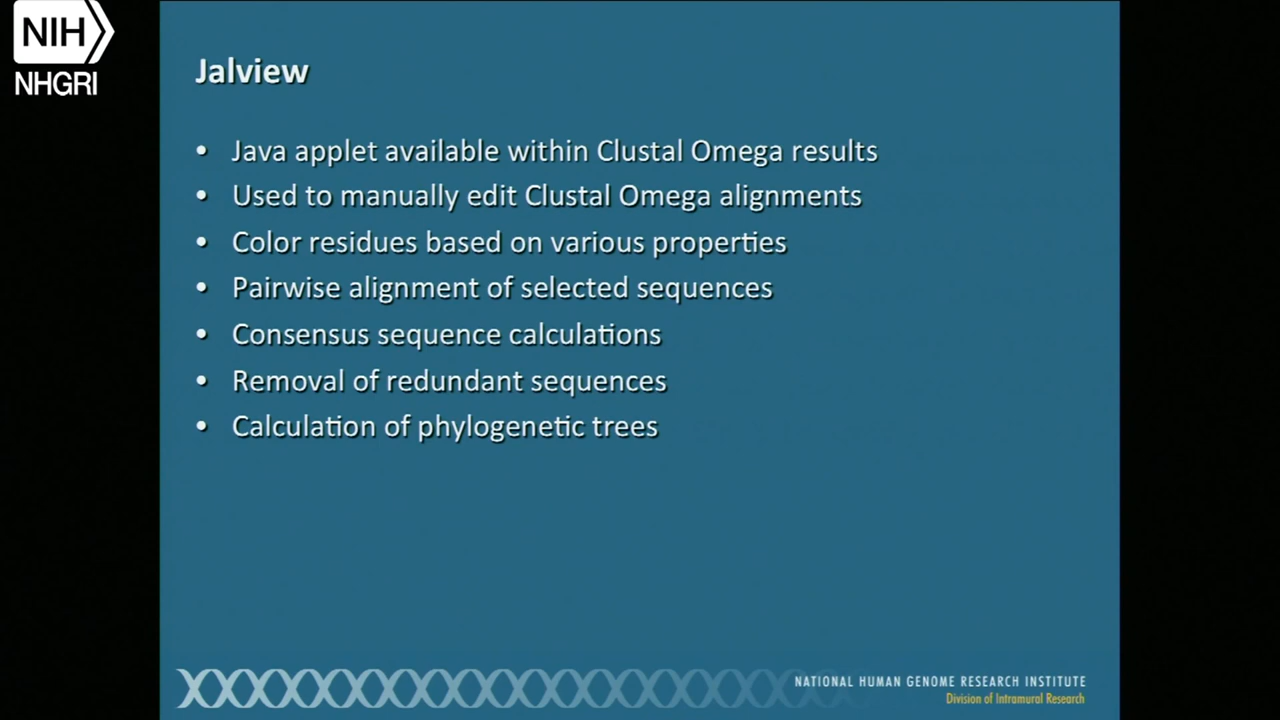 NIH
NHGRI
Jalview
• Java applet available within Clustal Omega results
• Used to manually edit Clustal Omega alignments
• Color residues based on various properties
• Pairwise alignment of selected sequences
• Consensus sequence calculations
• Removal of redundant sequences
• Calculation of phylogenetic trees
NATIONAL HUMAN GENOME RESEARCH INSTITUTE
Division of Intramural Research